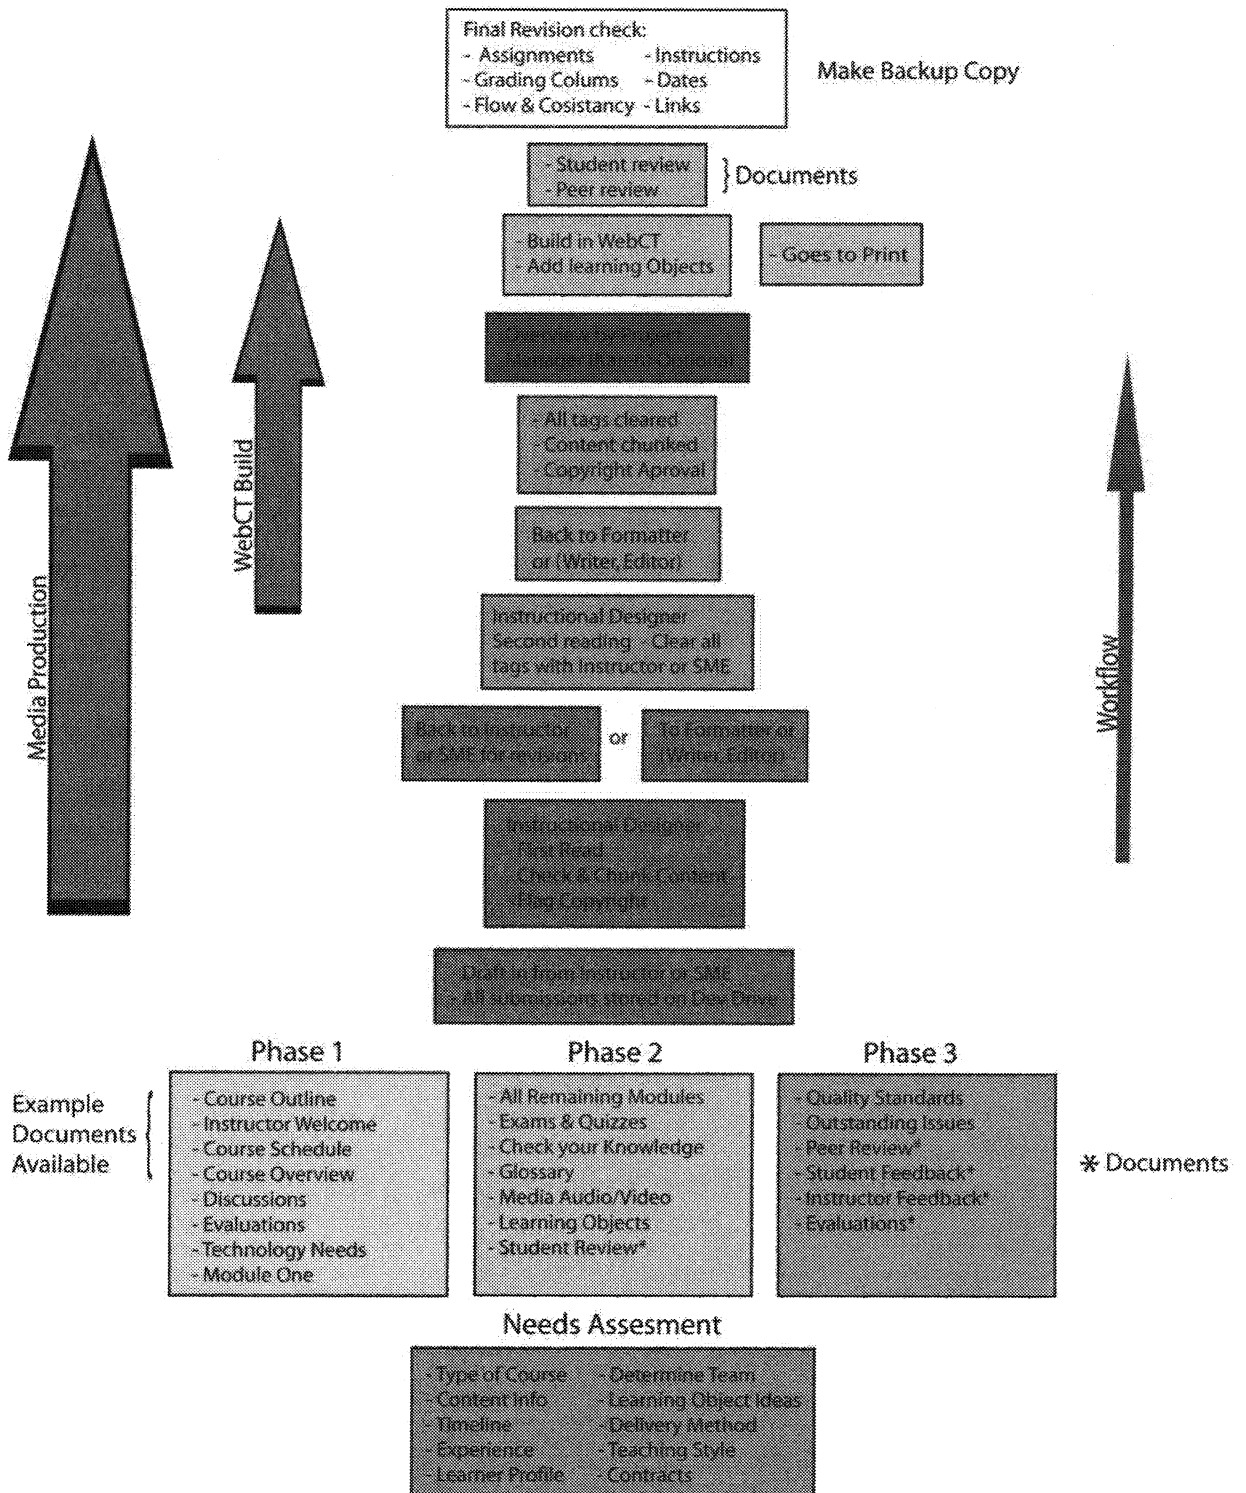 Final Revision check:
- Assignments - Instructions
- Grading Colums - Dates
- Flow & Cosistancy - Links
Make Backup Copy
- Student review
- Peer review
} Documents
- Build in WebCT
- Add learning Objects
- Goes to Print
- All tags cleared
- Content chunked
- Copyright Aproval
Back to Formatter
or (Writer, Editor)
Instructional Designer
Second reading - Clear all
tags with Instructor or SME
Back to Instructor
or SME for revisions
or
To Formatter or
(Writer, Editor)
Instructional Designer
- First Read
- Check & Chunk Content
- Flag Copyright
- Draft in from Instructor or SME
- All submissions stored on Dev Drive
Media Production
WebCT Build
Workflow
Phase 1
Example
Documents
Available
- Course Outline
- Instructor Welcome
- Course Schedule
- Course Overview
- Discussions
- Evaluations
- Technology Needs
- Module One
Phase 2
- All Remaining Modules
- Exams & Quizzes
- Check your Knowledge
- Glossary
- Media Audio/Video
- Learning Objects
- Student Review*
Phase 3
- Quality Standards
- Outstanding Issues
- Peer Review*
- Student Feedback*
- Instructor Feedback*
- Evaluations*
* Documents
Needs Assesment
- Type of Course - Determine Team
- Content Info - Learning Object Ideas
- Timeline - Delivery Method
- Experience - Teaching Style
- Learner Profile - Contracts